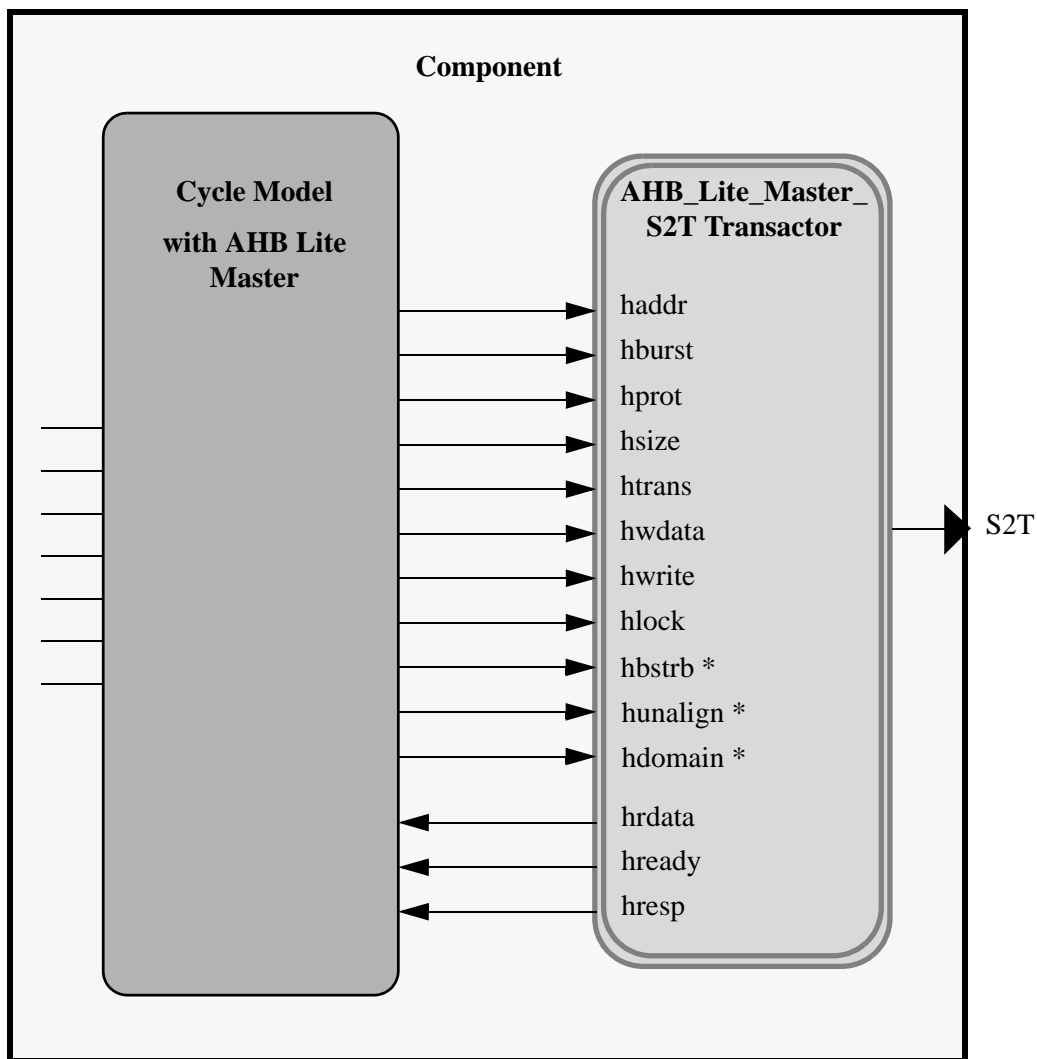 Component
Cycle Model
with AHB Lite
Master
AHB_Lite_Master_
S2T Transactor
haddr
hburst
hprot
hsize
htrans
hwdata
hwrite
hlock
hbstrb *
hunalign *
hdomain *
hrdata
hready
hresp
S2T